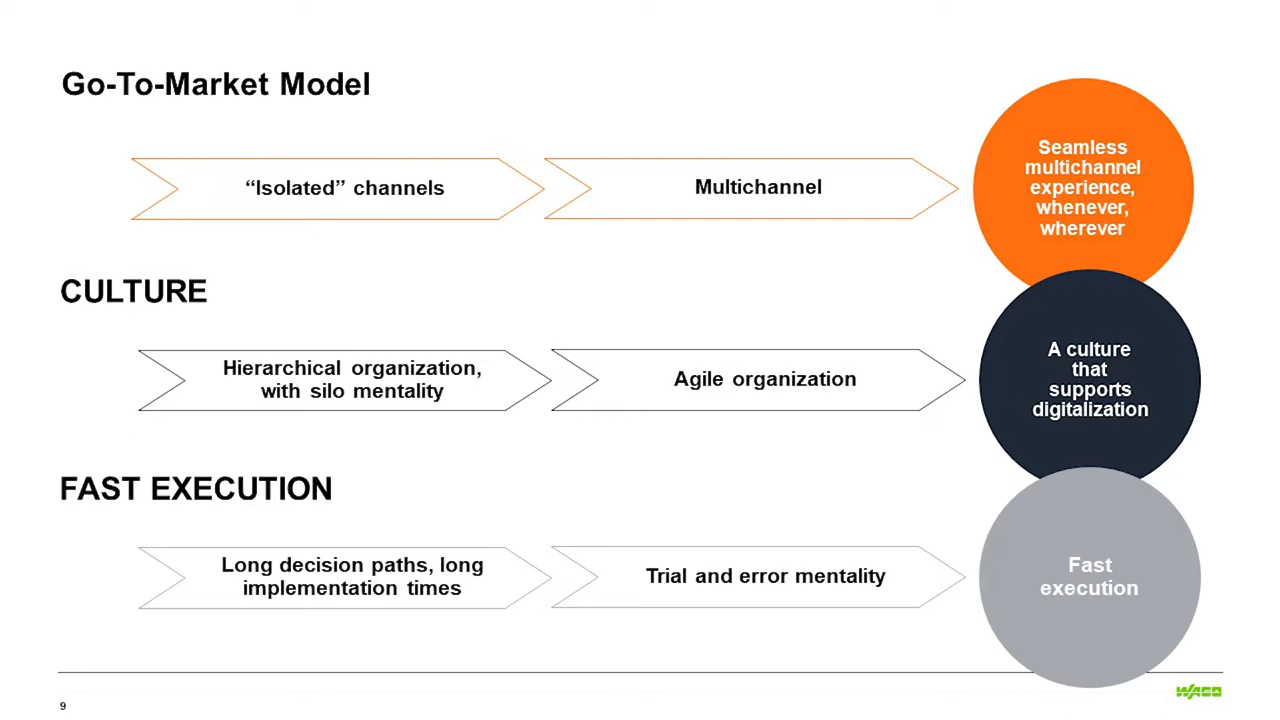 Go-To-Market Model
“Isolated” channels
Multichannel
Seamless
multichannel
experience,
whenever,
wherever
CULTURE
Hierarchical organization,
with silo mentality
Agile organization
A culture
that
supports
digitalization
FAST EXECUTION
Long decision paths, long
implementation times
Trial and error mentality
Fast
execution
WAGO
9